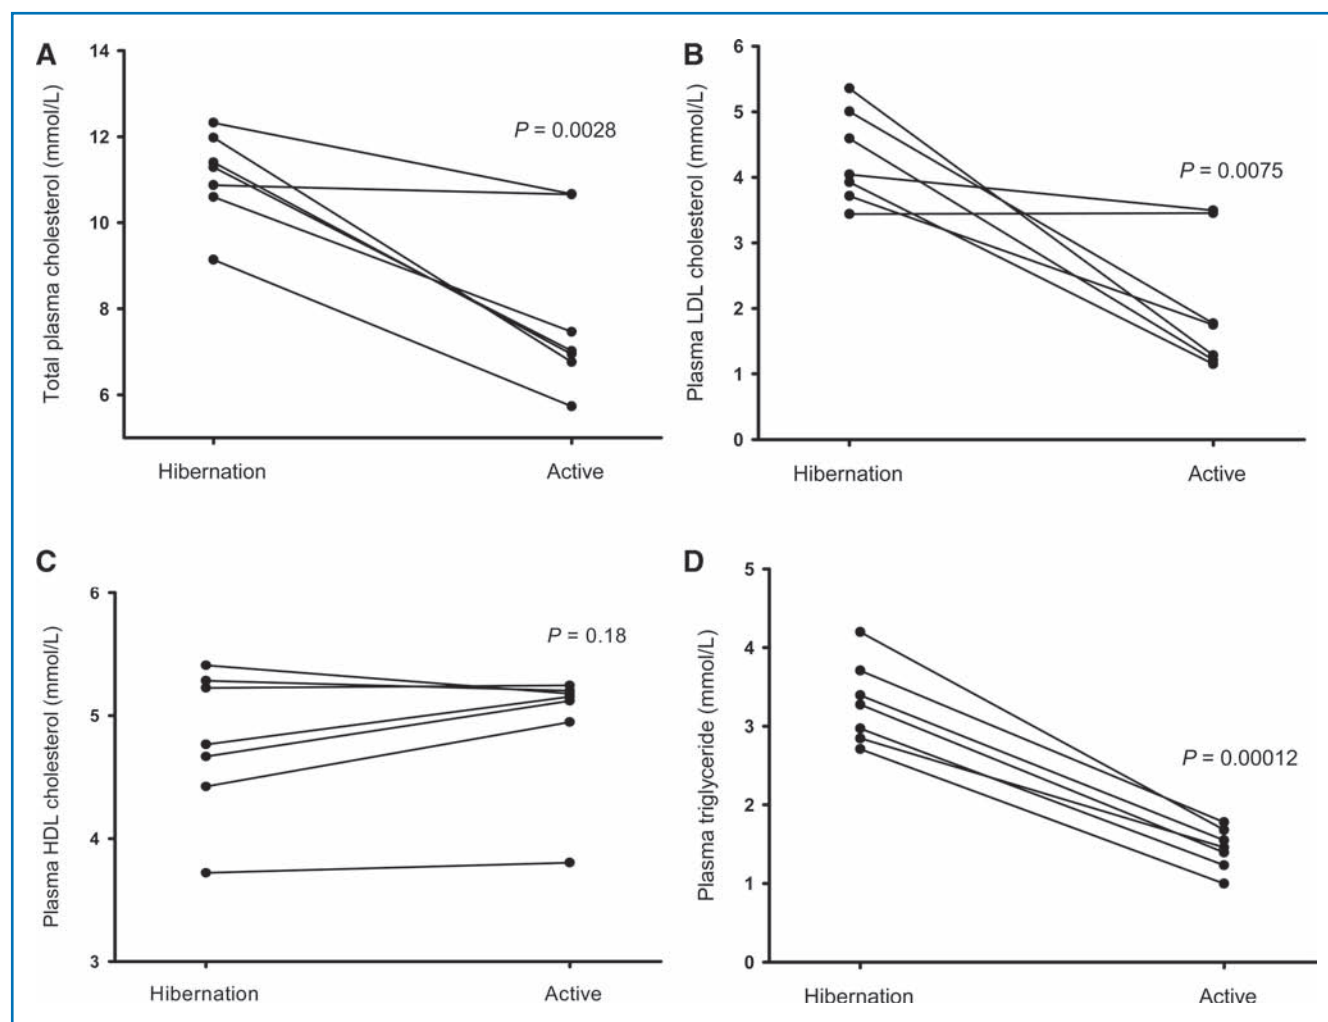 A
Total plasma cholesterol (mmol/L)
14
12
10
8
6
P = 0.0028
Hibernation
Active
B
Plasma LDL cholesterol (mmol/L)
6
5
4
3
2
1
0
P = 0.0075
Hibernation
Active
C
Plasma HDL cholesterol (mmol/L)
6
5
4
3
P = 0.18
Hibernation
Active
D
Plasma triglyceride (mmol/L)
5
4
3
2
1
0
P = 0.00012
Hibernation
Active